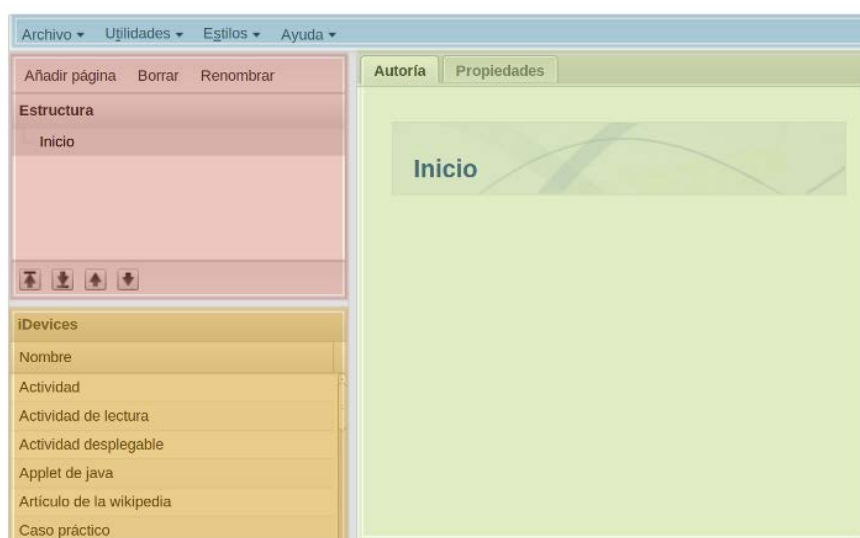 Archivo Utilidades Estilos Ayuda
Añadir página Borrar Renombrar
Estructura
Inicio
iDevices
Nombre
Actividad
Actividad de lectura
Actividad desplegable
Applet de java
Artículo de la wikipedia
Caso práctico
Autoría Propiedades
Inicio